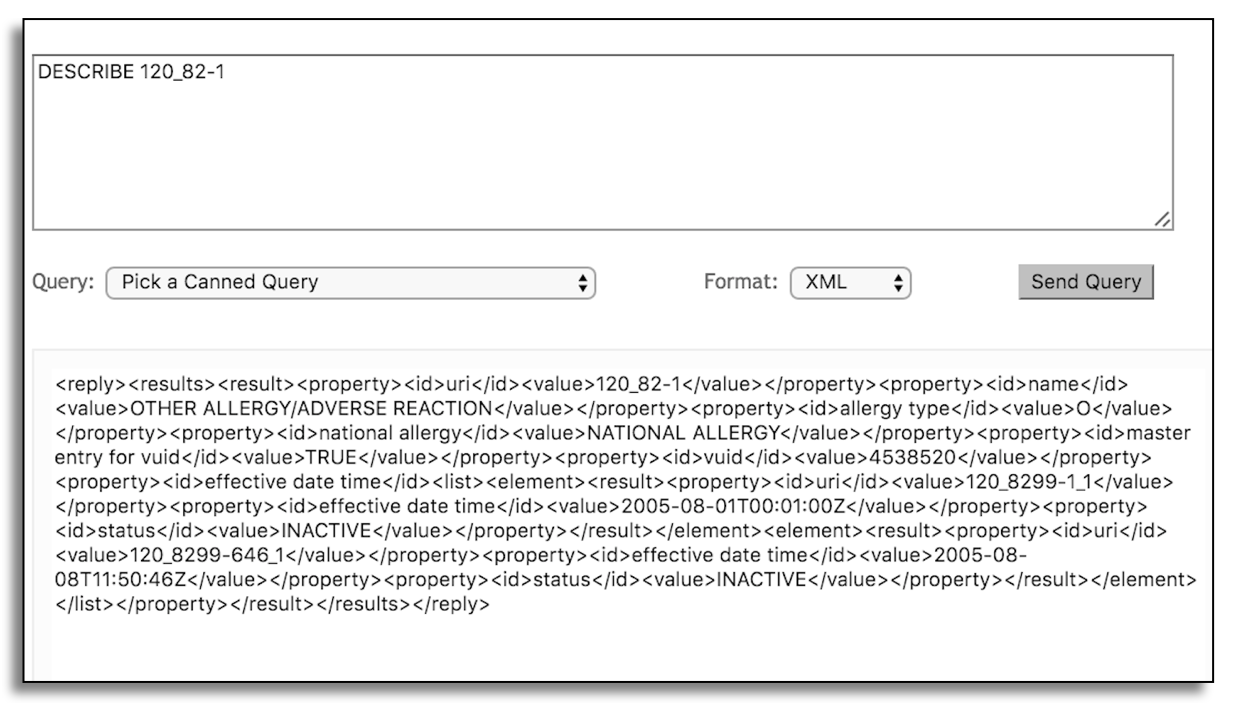 DESCRIBE 120_82-1
Query: Pick a Canned Query Format: XML Send Query
<reply><results><result><property><id>uri</id><value>120_82-1</value></property><property><id>name</id>
<value>OTHER ALLERGY/ADVERSE REACTION</value></property><property><id>allergy type</id><value>O</value>
</property><property><id>national allergy</id><value>NATIONAL ALLERGY</value></property><property><id>master
entry for vuid</id><value>TRUE</value></property><property><id>vuid</id><value>4538520</value></property>
<property><id>effective date time</id><list><element><result><property><id>uri</id><value>120_8299-1_1</value>
</property><property><id>effective date time</id><value>2005-08-01T00:01:00Z</value></property><property>
<id>status</id><value>INACTIVE</value></property></result></element><element><result><property><id>uri</id>
<value>120_8299-646_1</value></property><property><id>effective date time</id><value>2005-08-
08T11:50:46Z</value></property><property><id>status</id><value>INACTIVE</value></property></result></element>
</list></property></result></results></reply>